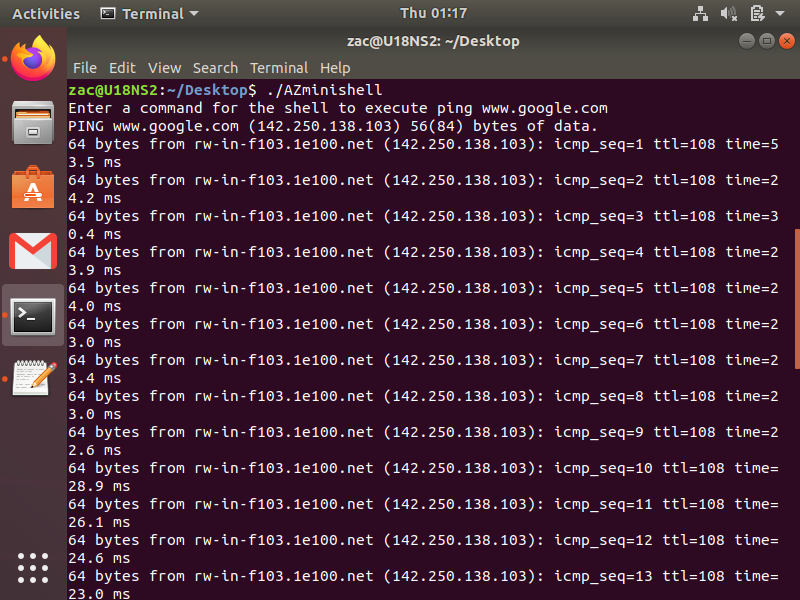 Activities Terminal Thu 01:17
zac@U18NS2: ~/Desktop
File Edit View Search Terminal Help
zac@U18NS2:~/Desktop$ ./AZminishell
Enter a command for the shell to execute ping www.google.com
PING www.google.com (142.250.138.103) 56(84) bytes of data.
64 bytes from rw-in-f103.1e100.net (142.250.138.103): icmp_seq=1 ttl=108 time=5
3.5 ms
64 bytes from rw-in-f103.1e100.net (142.250.138.103): icmp_seq=2 ttl=108 time=2
4.2 ms
64 bytes from rw-in-f103.1e100.net (142.250.138.103): icmp_seq=3 ttl=108 time=3
0.4 ms
64 bytes from rw-in-f103.1e100.net (142.250.138.103): icmp_seq=4 ttl=108 time=2
3.9 ms
64 bytes from rw-in-f103.1e100.net (142.250.138.103): icmp_seq=5 ttl=108 time=2
4.0 ms
64 bytes from rw-in-f103.1e100.net (142.250.138.103): icmp_seq=6 ttl=108 time=2
3.0 ms
64 bytes from rw-in-f103.1e100.net (142.250.138.103): icmp_seq=7 ttl=108 time=2
3.4 ms
64 bytes from rw-in-f103.1e100.net (142.250.138.103): icmp_seq=8 ttl=108 time=2
3.0 ms
64 bytes from rw-in-f103.1e100.net (142.250.138.103): icmp_seq=9 ttl=108 time=2
2.6 ms
64 bytes from rw-in-f103.1e100.net (142.250.138.103): icmp_seq=10 ttl=108 time=
28.9 ms
64 bytes from rw-in-f103.1e100.net (142.250.138.103): icmp_seq=11 ttl=108 time=
26.1 ms
64 bytes from rw-in-f103.1e100.net (142.250.138.103): icmp_seq=12 ttl=108 time=
24.6 ms
64 bytes from rw-in-f103.1e100.net (142.250.138.103): icmp_seq=13 ttl=108 time=
23.0 ms